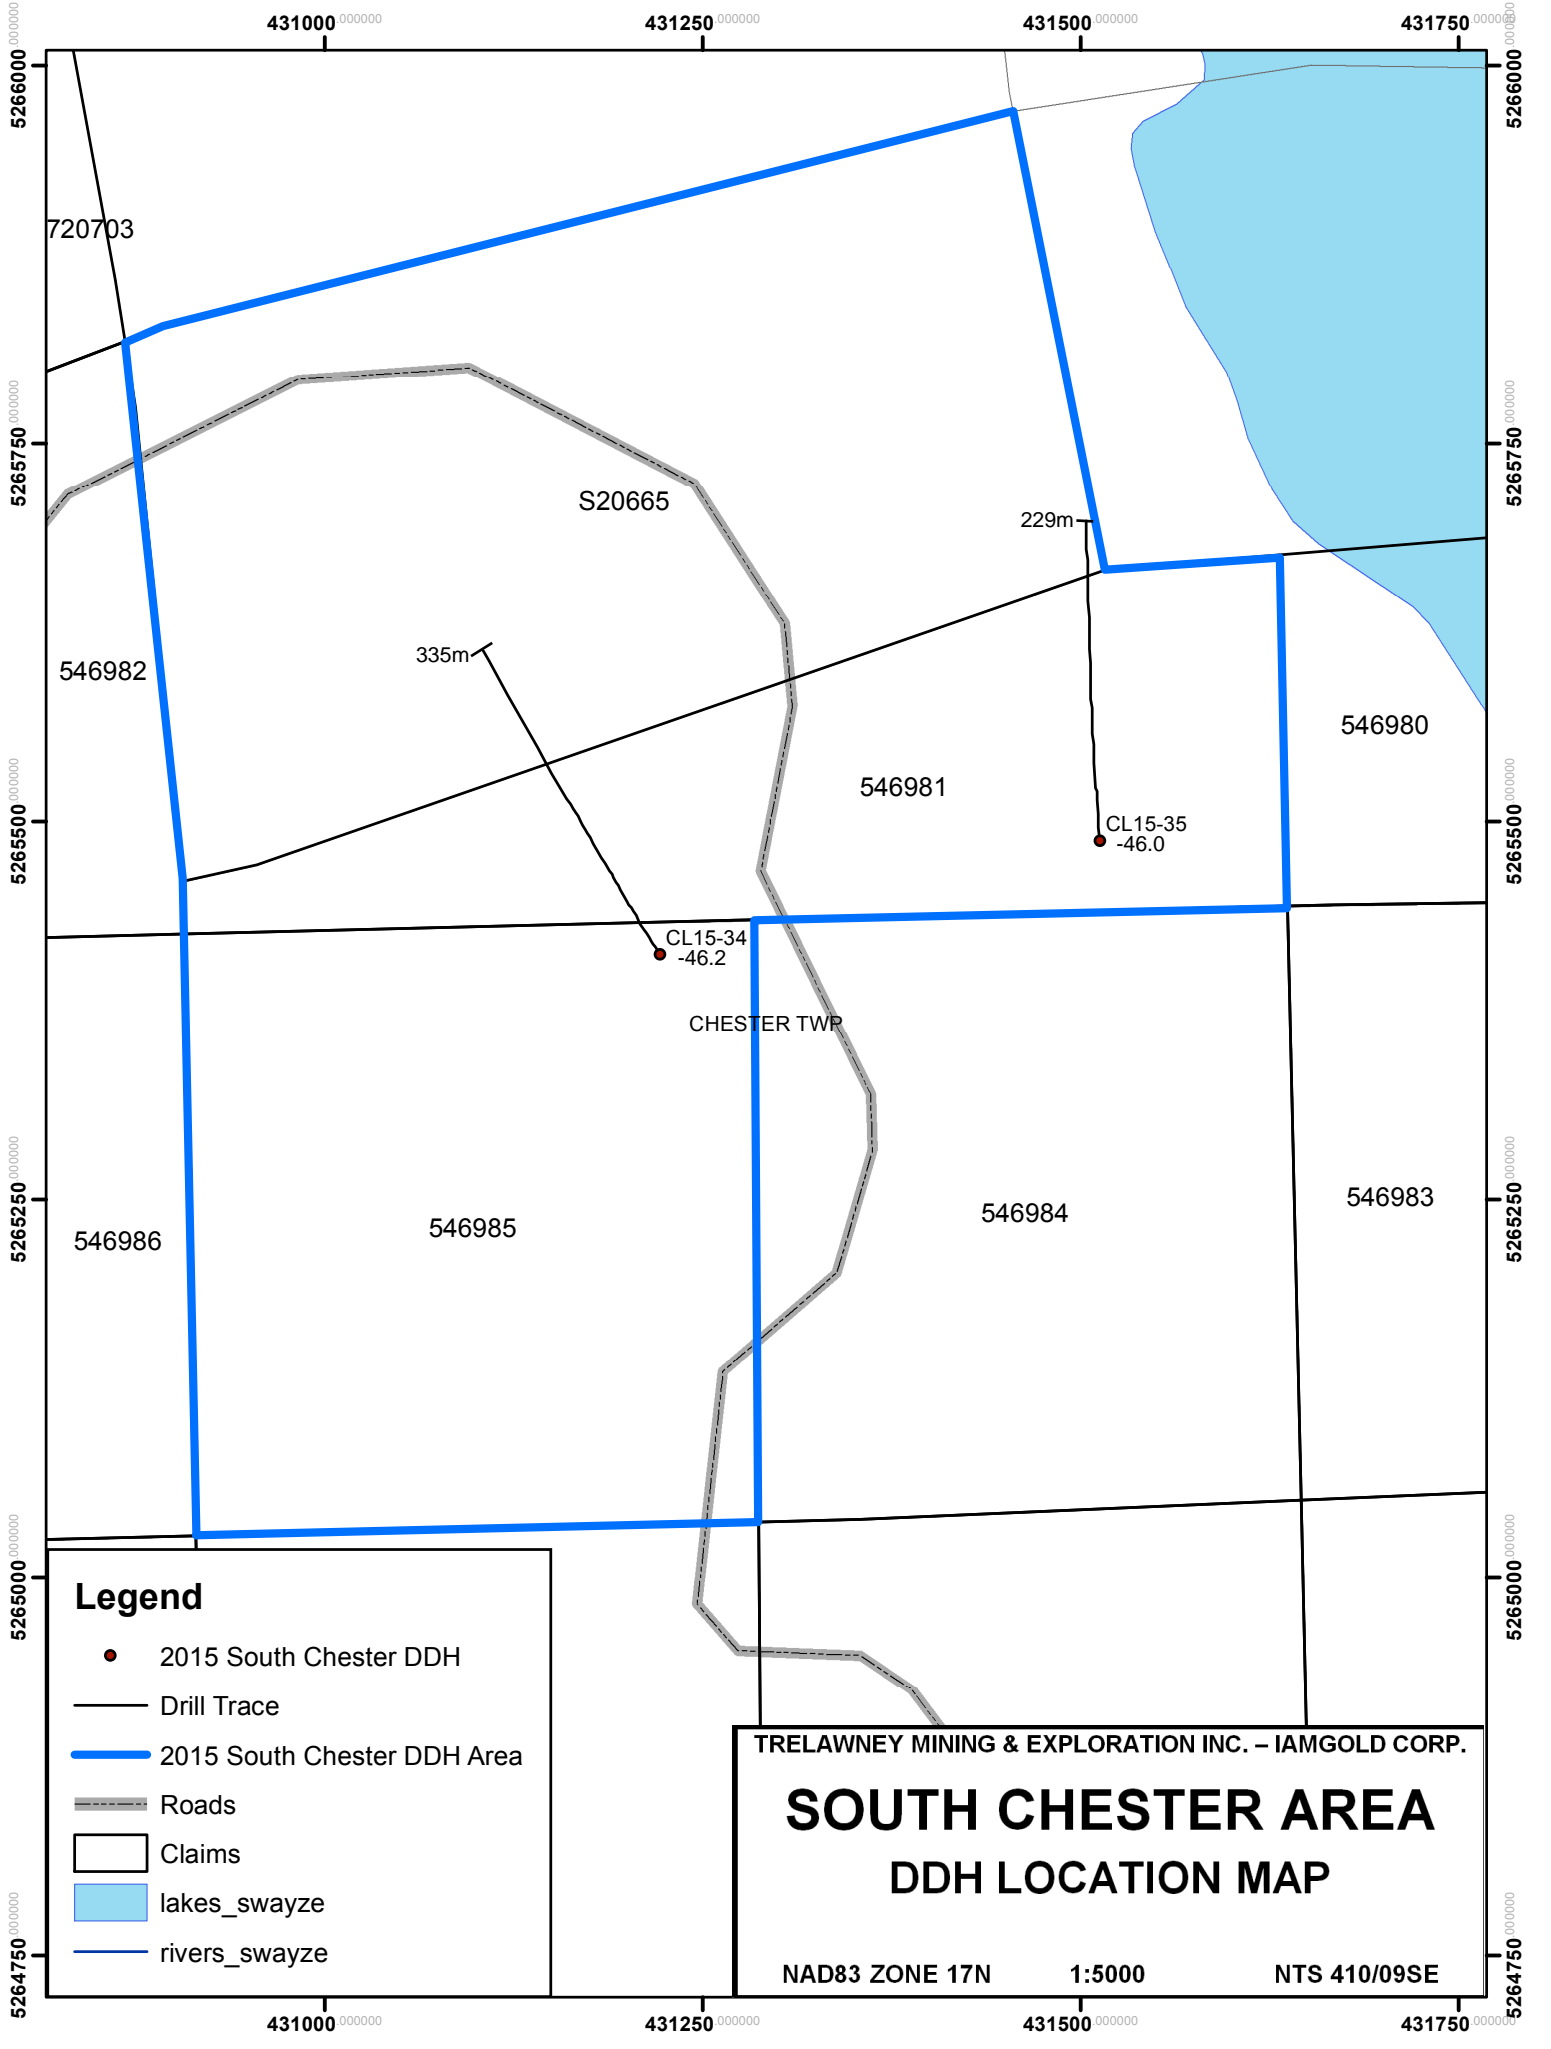 431000.000000 431250.000000 431500.000000 431750.000000
5266000.000000
5266000.000000
720703
5265750.000000
5265750.000000
S20665
229m
335m
546982
546980
546981
5265500.000000
5265500.000000
CL15-35
-46.0
CL15-34
-46.2
CHESTER TWP
5265250.000000
5265250.000000
546983
546984
546985
546986
5265000.000000
5265000.000000
Legend
2015 South Chester DDH
Drill Trace
2015 South Chester DDH Area
Roads
Claims
lakes_swayze
rivers_swayze
TRELAWNEY MINING & EXPLORATION INC. – IAMGOLD CORP.
SOUTH CHESTER AREA
DDH LOCATION MAP
NAD83 ZONE 17N 1:5000 NTS 410/09SE
5264750.000000
5264750.000000
431000.000000 431250.000000 431500.000000 431750.000000